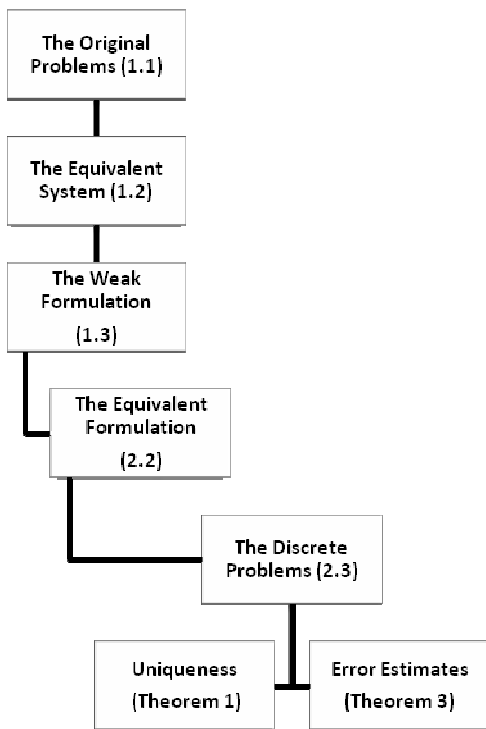 The Original
Problems (1.1)
The Equivalent
System (1.2)
The Weak
Formulation
(1.3)
The Equivalent
Formulation
(2.2)
The Discrete
Problems (2.3)
Uniqueness
(Theorem 1)
Error Estimates
(Theorem 3)